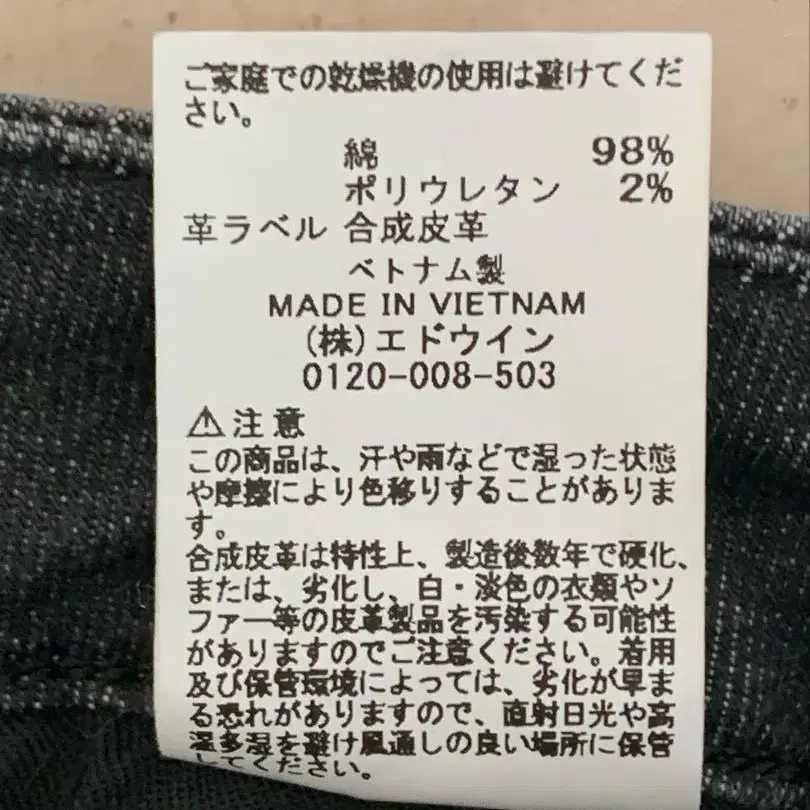 ご家庭での乾燥機の使用は避けてくだ
さい。
綿 98%
ポリウレタン 2%
革ラベル 合成皮革
ベトナム製
MADE IN VIETNAM
(株)エドウイン
0120-008-503
⚠注意
この商品は、汗や雨などで湿った状態
や摩擦により色移りすることがありま
す。
合成皮革は特性上、製造後数年で硬化、
または、劣化し、白・淡色の衣類やソ
ファー等の皮革製品を汚染する可能性
がありますのでご注意ください。着用
及び保管環境によっては、劣化が早ま
る恐れがありますので、直射日光や高
温多湿を避け風通しの良い場所に保管
してください。